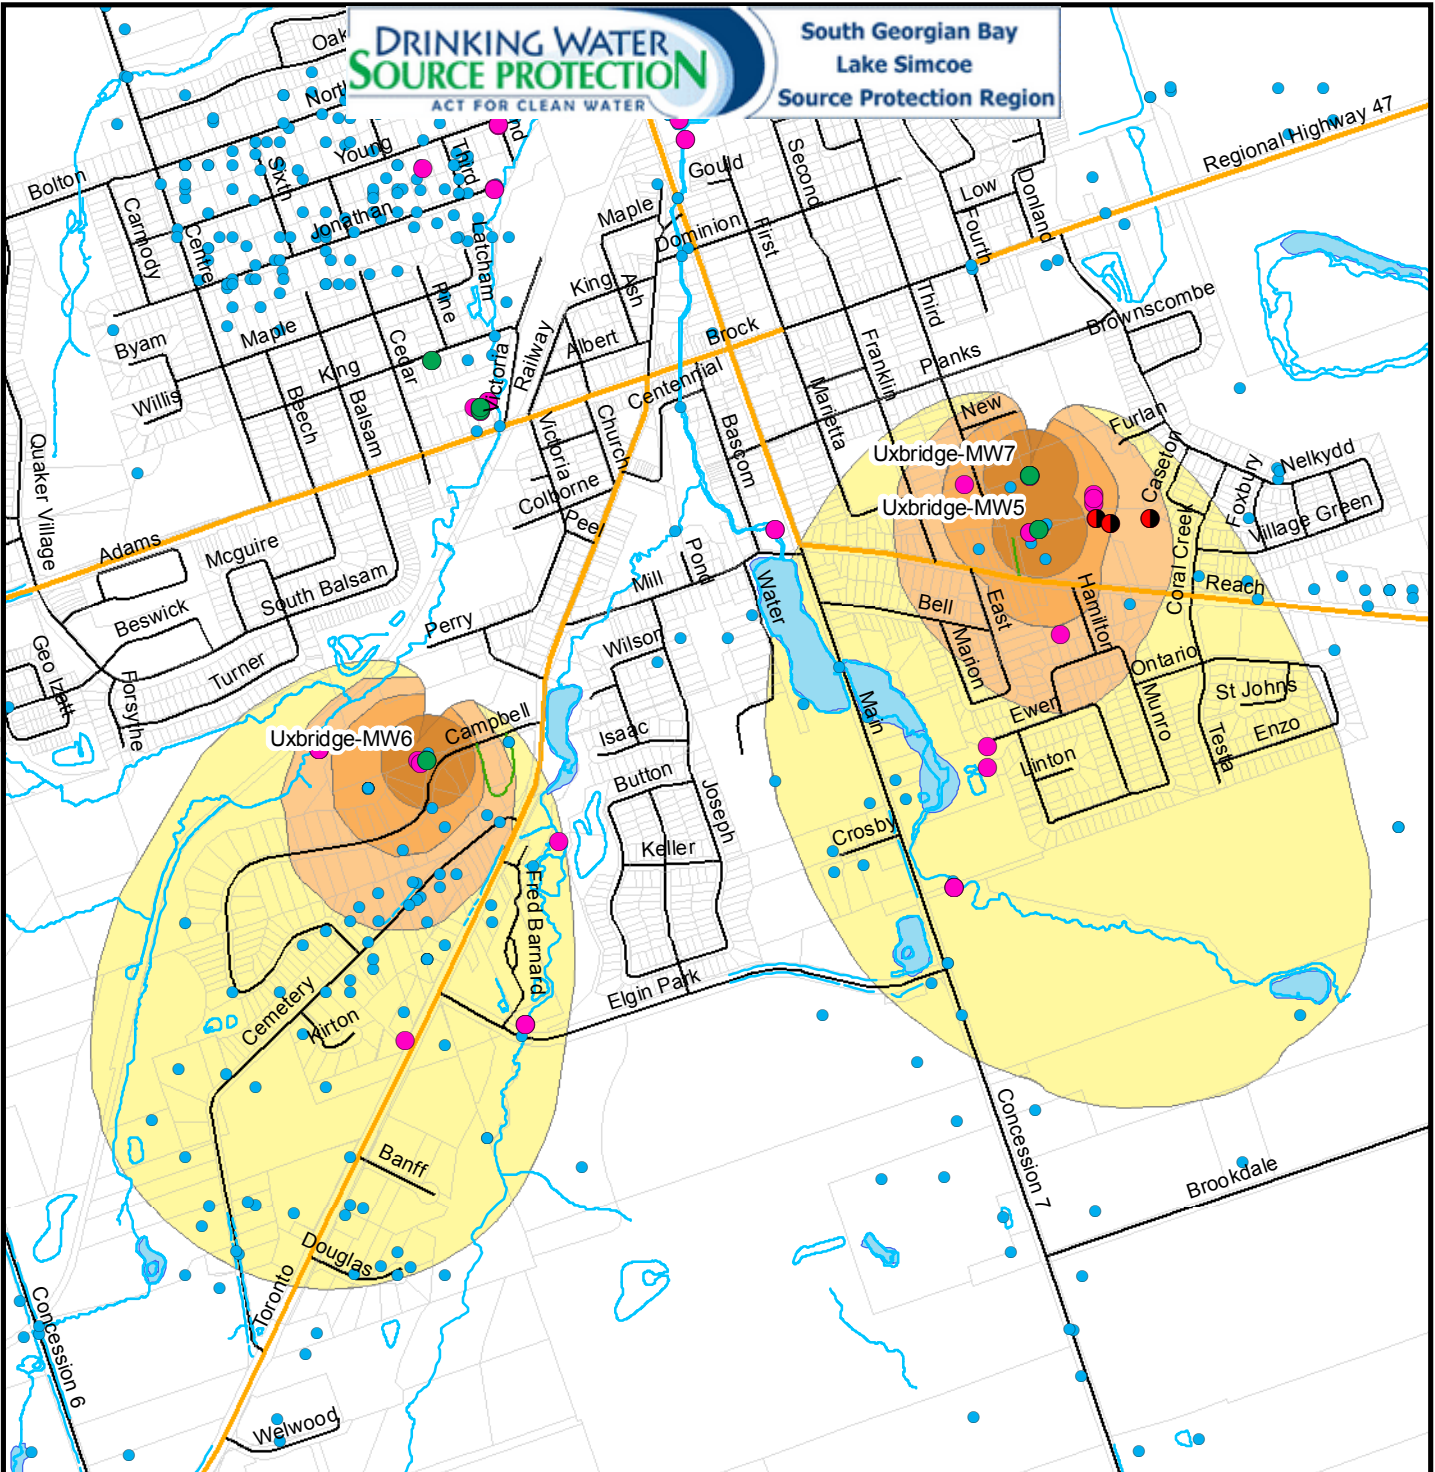 DRINKING WATER
SOURCE PROTECTION
ACT FOR CLEAN WATER
South Georgian Bay
Lake Simcoe
Source Protection Region
Oak
North
Young
Third
Sixth
Bolton
Carmody
Centre
Jonathan
Latcham
Pine
Byam
Maple
Willis
King
Cedar
Beech
Balsam
Victoria
Railway
Maple
King
Ash
Albert
Gould
Dominion
First
Second
Low
Donland
Fourth
Regional Highway 47
Third
Brock
Centennial
Franklin
Planks
Brownscombe
Marietta
Bascom
Church
Victoria
Colborne
Peel
Quaker Village
Adams
Mcguire
Beswick
South Balsam
Turner
Geo Izatt
Forsythe
Perry
Mill
Pond
Water
Wilson
Isaac
Button
Joseph
Keller
Elgin Park
Main
Crosby
New
Uxbridge-MW7
Uxbridge-MW5
Furlan
Caseton
Coral Creek
Foxbury
Nelkydd
Village Green
Reach
Bell
East
Marion
Hamilton
Ontario
Ewen
Munro
Linton
St Johns
Testa
Enzo
Uxbridge-MW6
Campbell
Fred Barnard
Cemetery
Kirton
Banff
Douglas
Toronto
Welwood
Concession 6
Concession 7
Brookdale